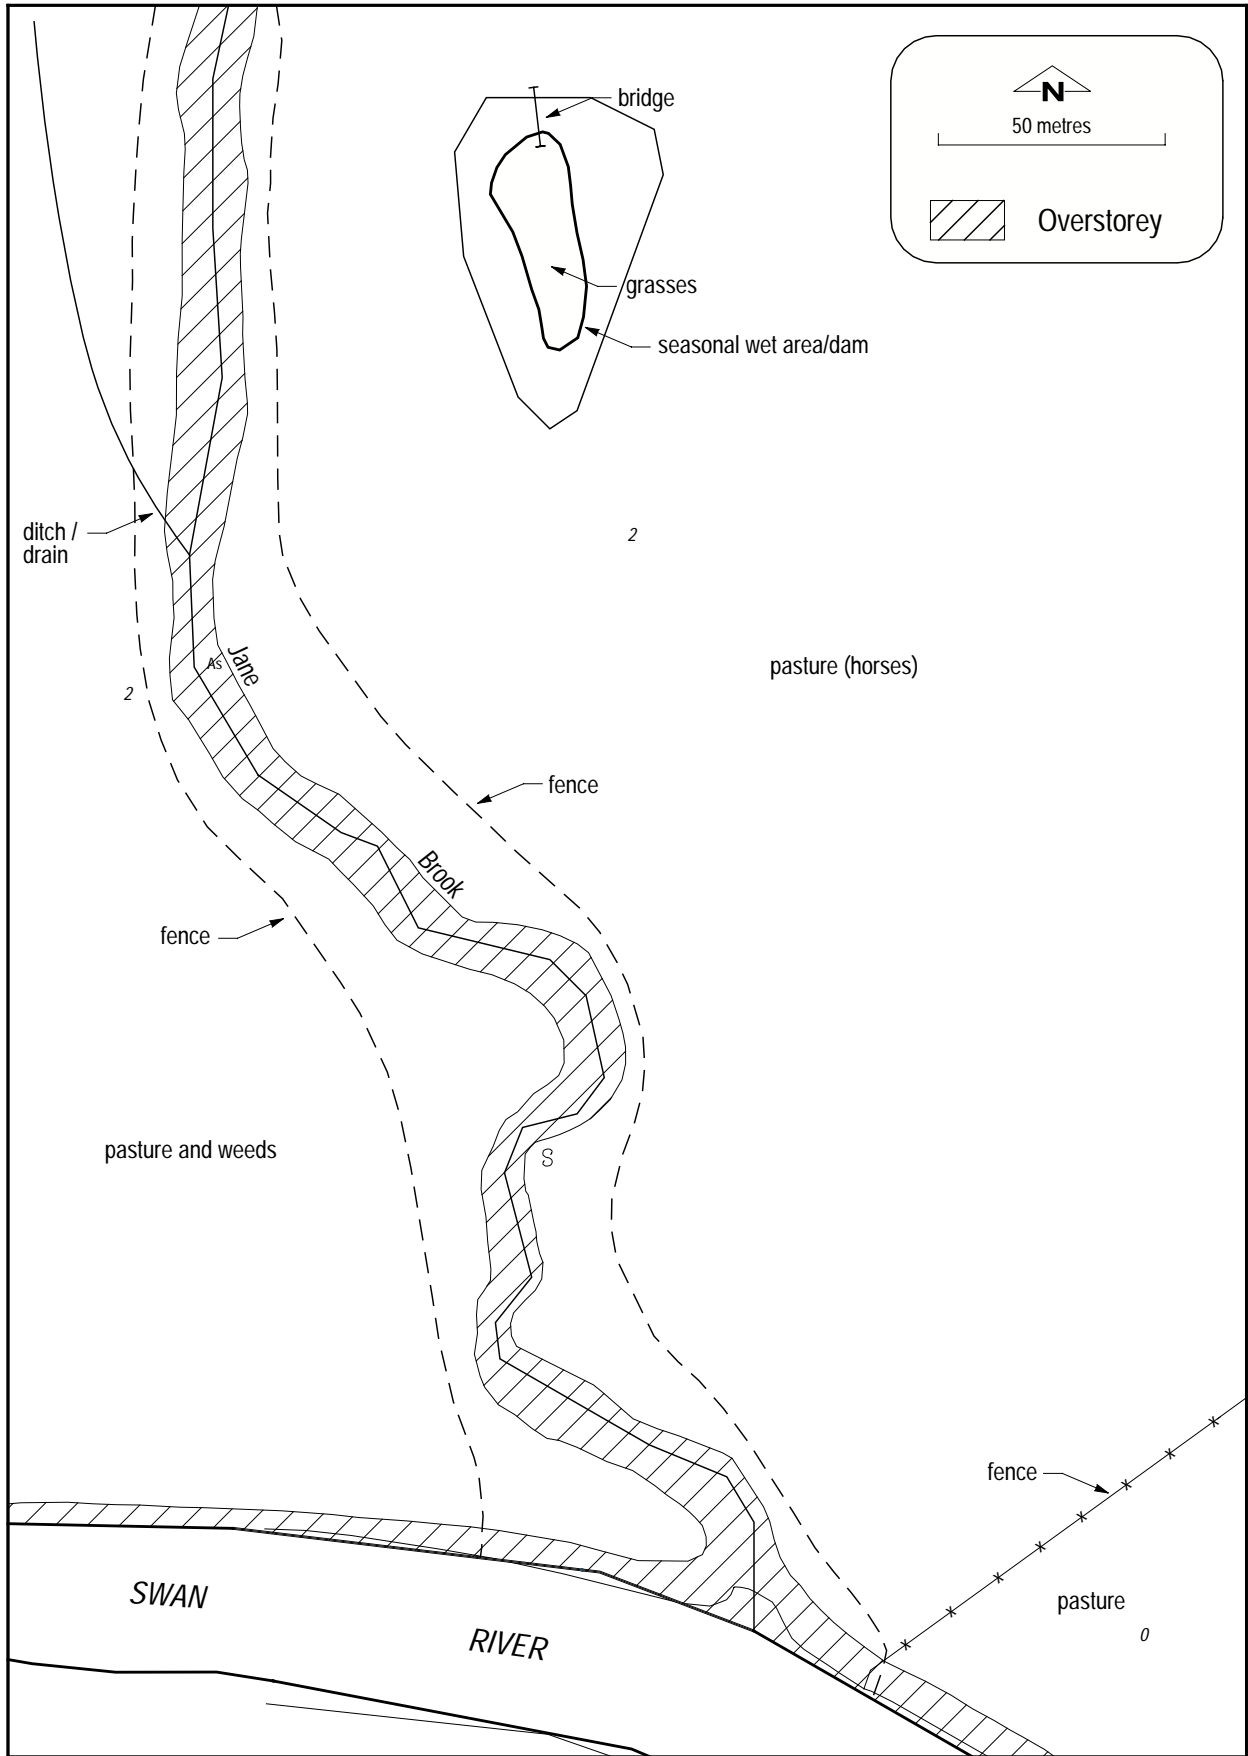 bridge
N
50 metres
Overstorey
grasses
seasonal wet area/dam
ditch /
drain
2
As
Jane
2
pasture (horses)
fence
Brook
fence
pasture and weeds
S
fence
SWAN
RIVER
pasture
0